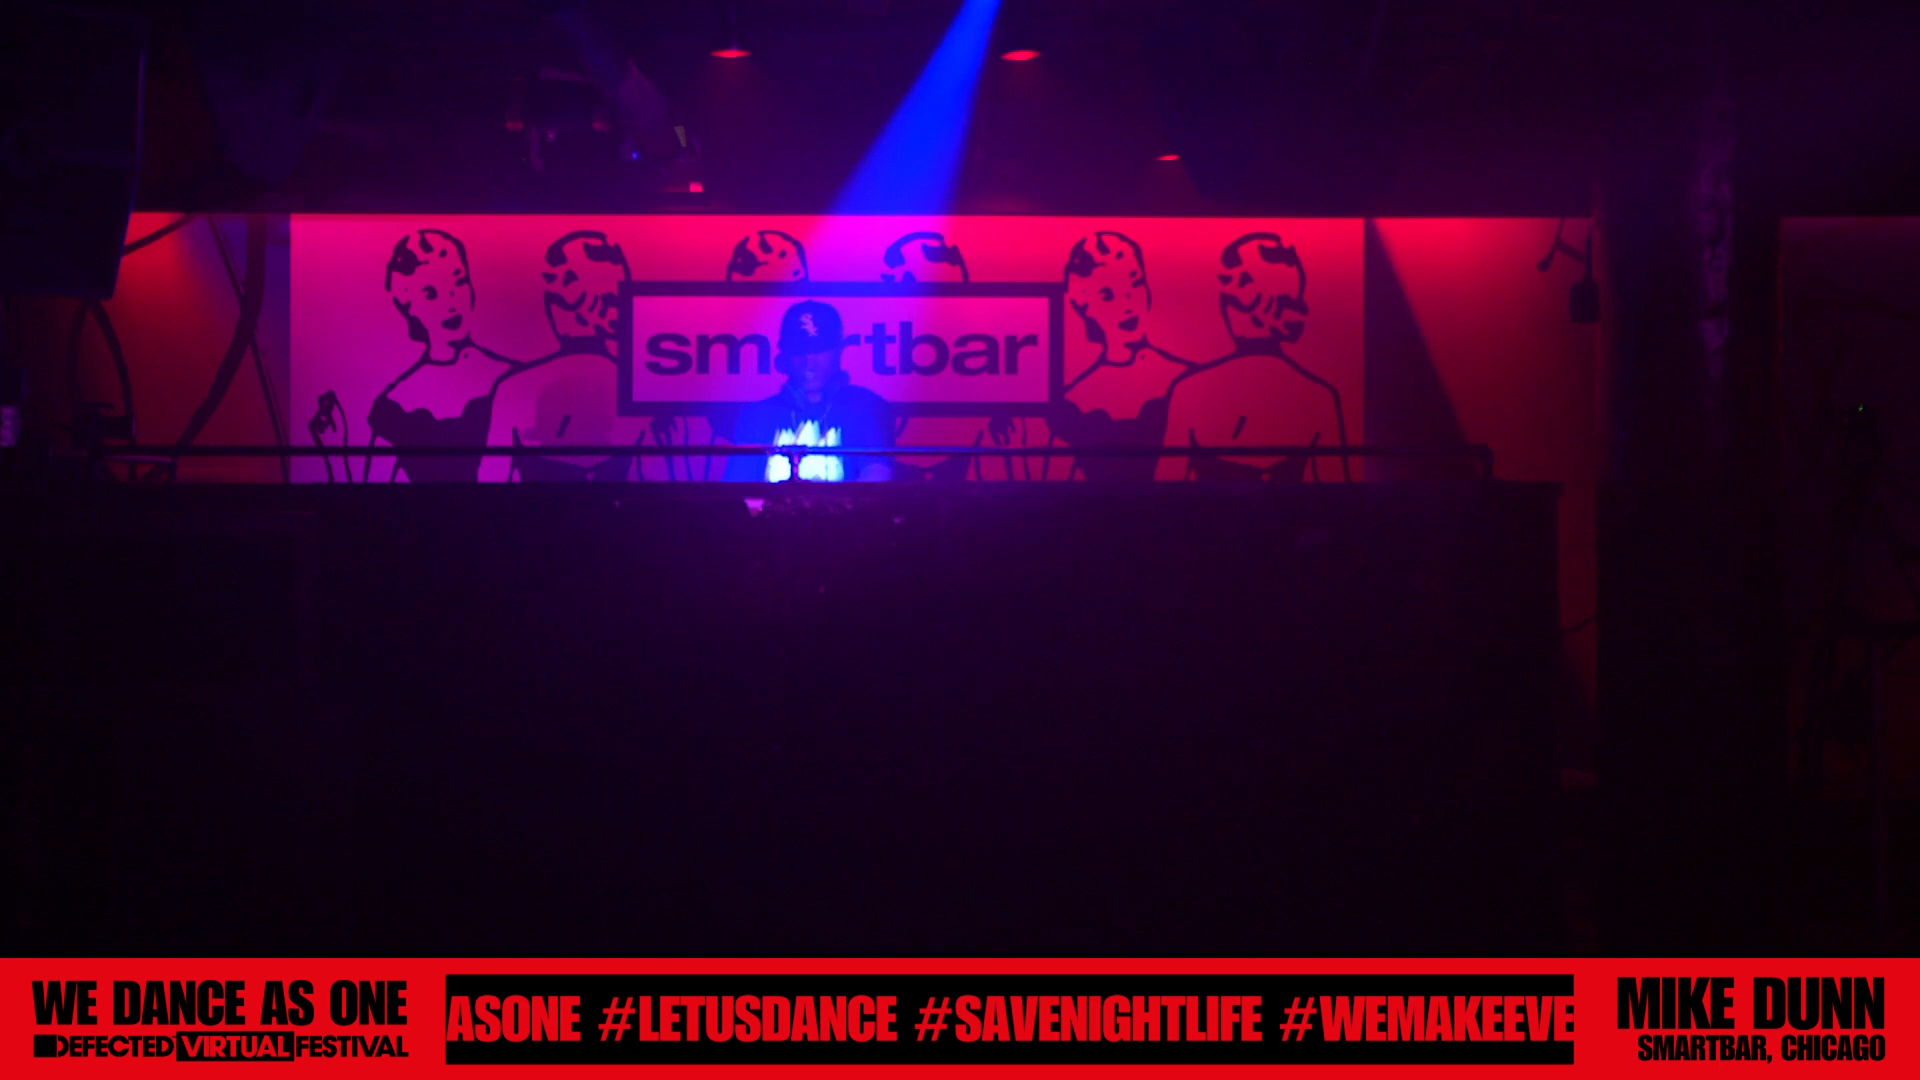 smartbar
WE DANCE AS ONE
DEFECTED VIRTUAL FESTIVAL
ASONE #LETUSDANCE #SAVENIGHTLIFE #WEMAKEEVE
MIKE DUNN
SMARTBAR, CHICAGO